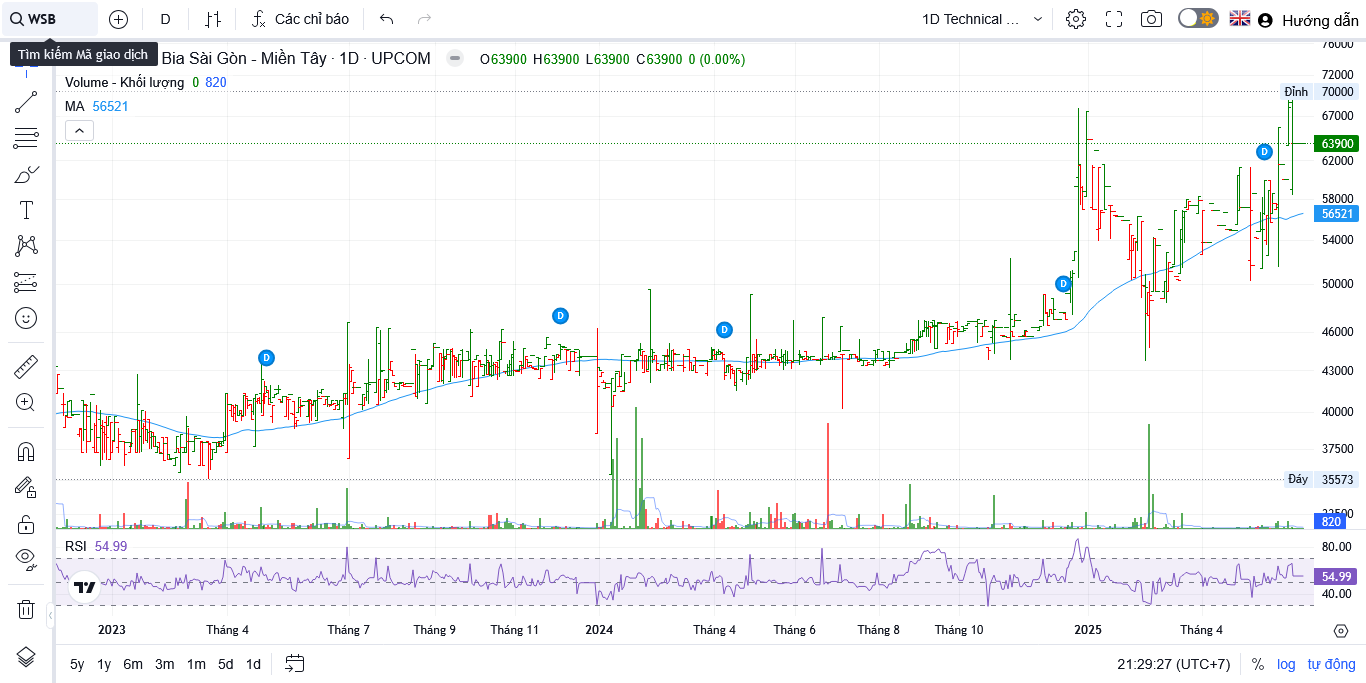 WSB
D
Các chỉ báo
1D Technical ...
Hướng dẫn
Tìm kiếm Mã giao dịch
Bia Sài Gòn - Miền Tây · 1D · UPCOM
O63900 H63900 L63900 C63900 0 (0.00%)
Volume - Khối lượng 0 820
MA 56521
76000
72000
Đỉnh 70000
67000
63900
62000
58000
56521
54000
50000
46000
43000
40000
37500
Đáy 35573
820
D
D
D
D
D
RSI 54.99
80.00
54.99
40.00
2023 Tháng 4 Tháng 7 Tháng 9 Tháng 11 2024 Tháng 4 Tháng 6 Tháng 8 Tháng 10 2025 Tháng 4
5y 1y 6m 3m 1m 5d 1d
21:29:27 (UTC+7) % log tự động